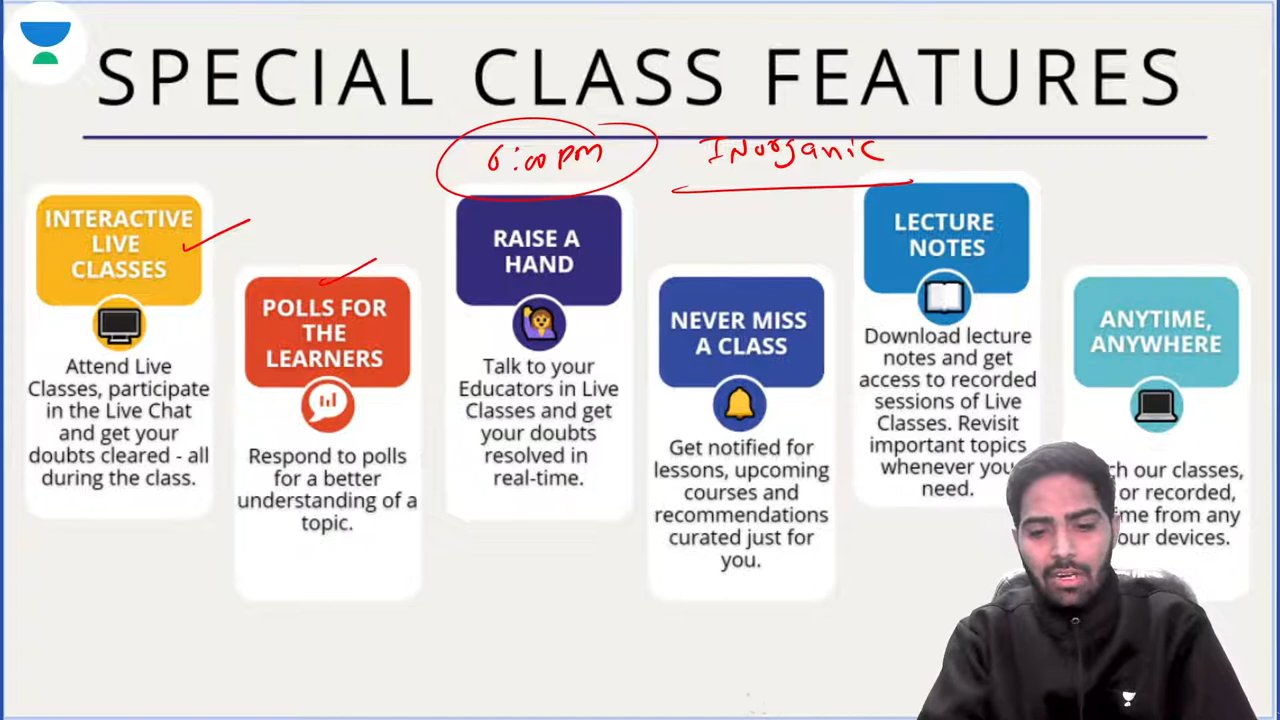 SPECIAL CLASS FEATURES
6:00 pm
Inorganic
INTERACTIVE
LIVE
CLASSES
Attend Live
Classes, participate
in the Live Chat
and get your
doubts cleared - all
during the class.
POLLS FOR
THE
LEARNERS
Respond to polls
for a better
understanding of a
topic.
RAISE A
HAND
Talk to your
Educators in Live
Classes and get
your doubts
resolved in
real-time.
NEVER MISS
A CLASS
Get notified for
lessons, upcoming
courses and
recommendations
curated just for
you.
LECTURE
NOTES
Download lecture
notes and get
access to recorded
sessions of Live
Classes. Revisit
important topics
whenever you
need.
ANYTIME,
ANYWHERE
our classes,
or recorded,
from any
devices.